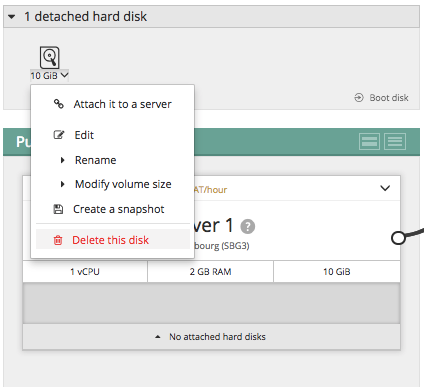 1 detached hard disk
10 GiB
Attach it to a server
Boot disk
Edit
Rename
Modify volume size
AT/hour
Create a snapshot
ver 1 ?
Delete this disk
bourg (SBG3)
1 vCPU
2 GB RAM
10 GiB
No attached hard disks